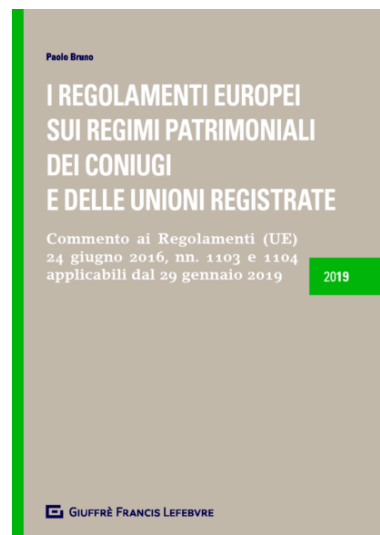 Paolo Bruno
I REGOLAMENTI EUROPEI
SUI REGIMI PATRIMONIALI
DEI CONIUGI
E DELLE UNIONI REGISTRATE
Commento ai Regolamenti (UE)
24 giugno 2016, nn. 1103 e 1104
applicabili dal 29 gennaio 2019
2019
GIUFFRÈ FRANCIS LEFEBVRE